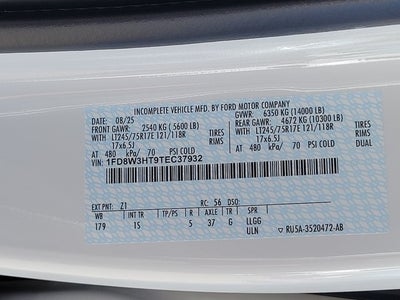 INCOMPLETE VEHICLE MFD. BY FORD MOTOR COMPANY
08/25 GVWR: 6350 KG (14000 LB)
FRONT GAWR: 2540 KG ( 5600 LB) REAR GAWR: 4672 KG (10300 LB)
WITH WITH
LT245/75R17E 121/118R TIRES LT245/75R17E 121/118R TIRES
17x6.5J RIMS 17x6.5J RIMS
AT 480 kPa/ 70 PSI COLD AT 480 kPa/ 70 PSI COLD DUAL
VIN: 1FD8W3HT9TEC37932
EXT PNT: Z1 RC: 56 DSO:
WB INT TR TP/PS R AXLE TR SPR
179 1S 5 37 G LLGG
ULN RU5A-3520472-AB